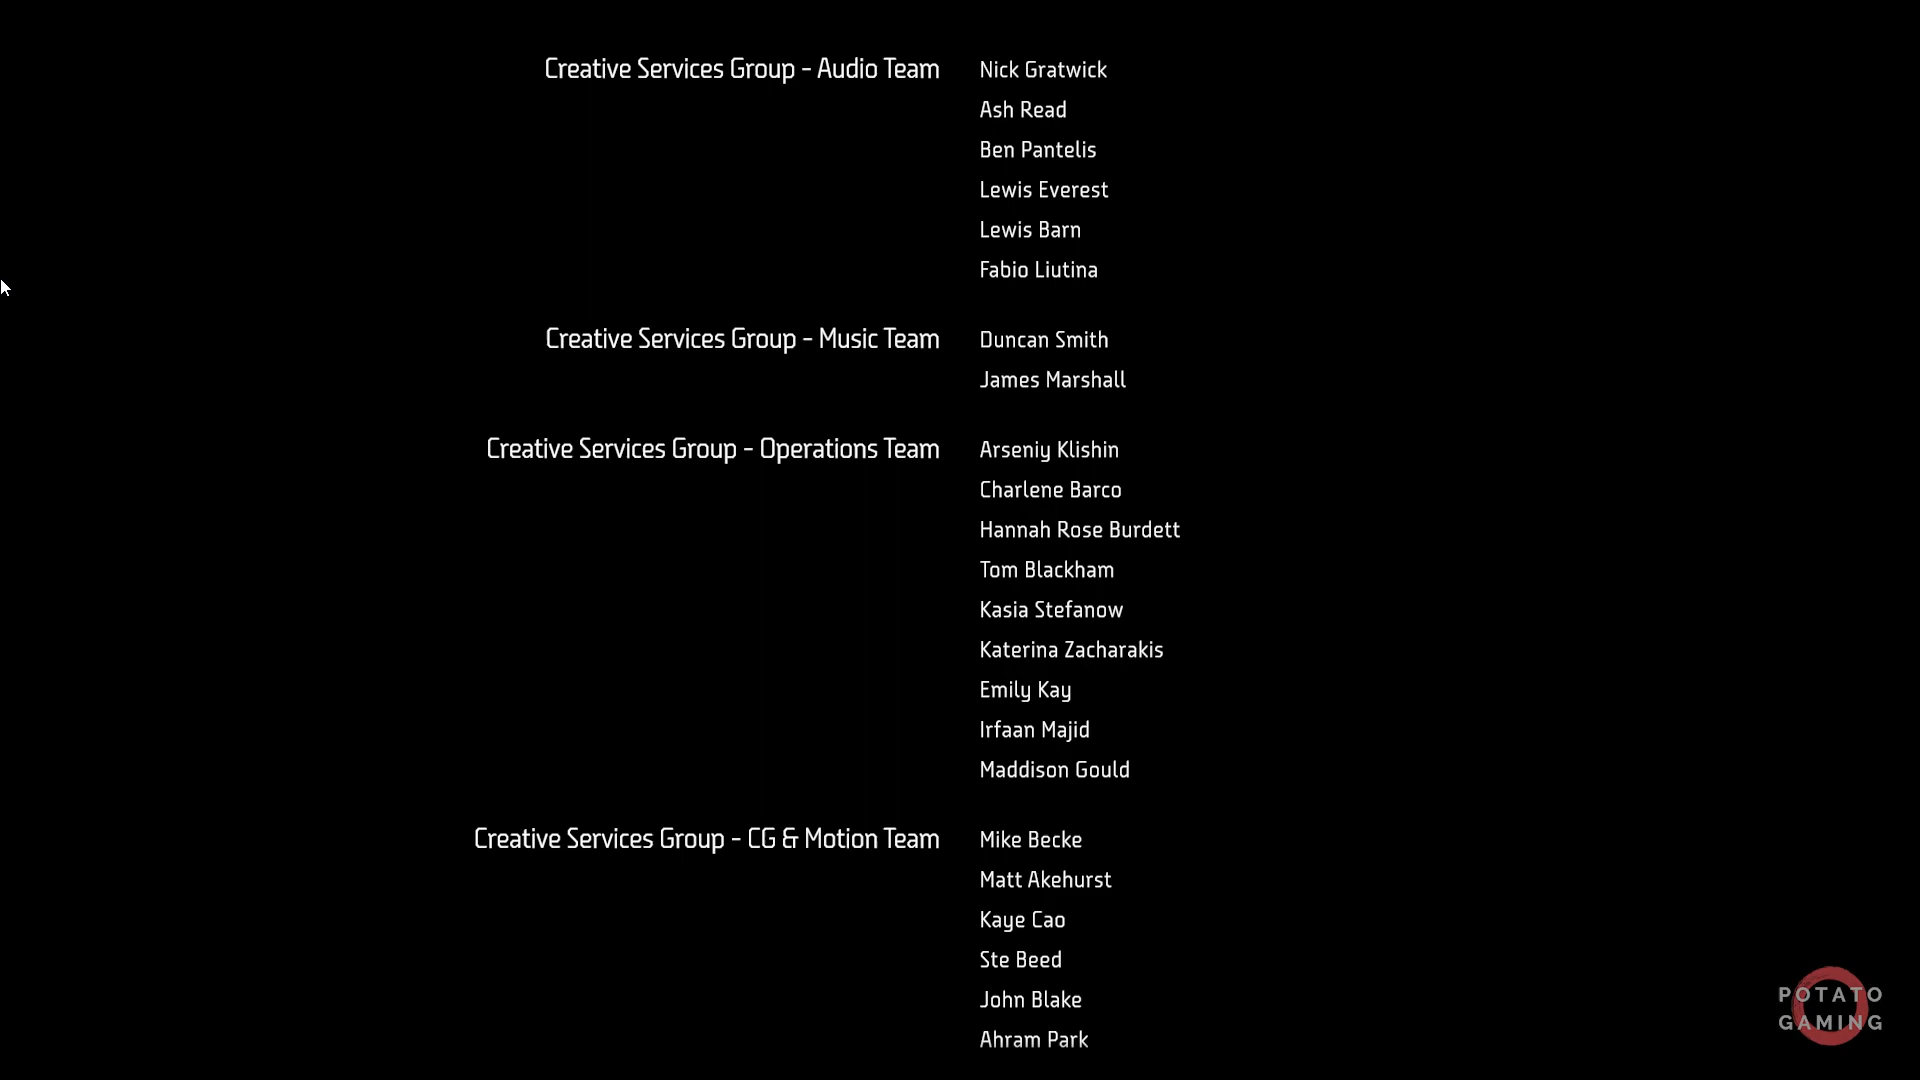 Creative Services Group - Audio Team Nick Gratwick
Ash Read
Ben Pantelis
Lewis Everest
Lewis Barn
Fabio Liutina
Creative Services Group - Music Team Duncan Smith
James Marshall
Creative Services Group - Operations Team Arseniy Klishin
Charlene Barco
Hannah Rose Burdett
Tom Blackham
Kasia Stefanow
Katerina Zacharakis
Emily Kay
Irfaan Majid
Maddison Gould
Creative Services Group - CG & Motion Team Mike Becke
Matt Akehurst
Kaye Cao
Ste Beed
John Blake
Ahram Park
POTATO
GAMING